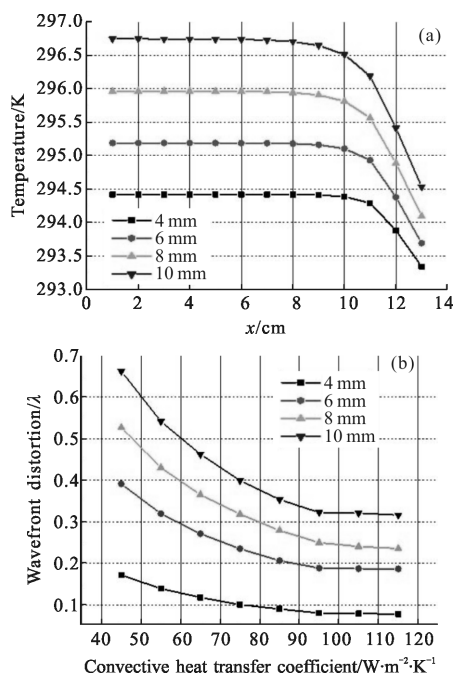 (a)
297.0
296.5
296.0
295.5
295.0
294.5
294.0
293.5
293.0
Temperature/K
4 mm
6 mm
8 mm
10 mm
0 2 4 6 8 10 12 14
x/cm
(b)
0.7
0.6
0.5
0.4
0.3
0.2
0.1
Wavefront distortion/λ
4 mm
6 mm
8 mm
10 mm
40 50 60 70 80 90 100 110 120
Convective heat transfer coefficient/W·m⁻²·K⁻¹